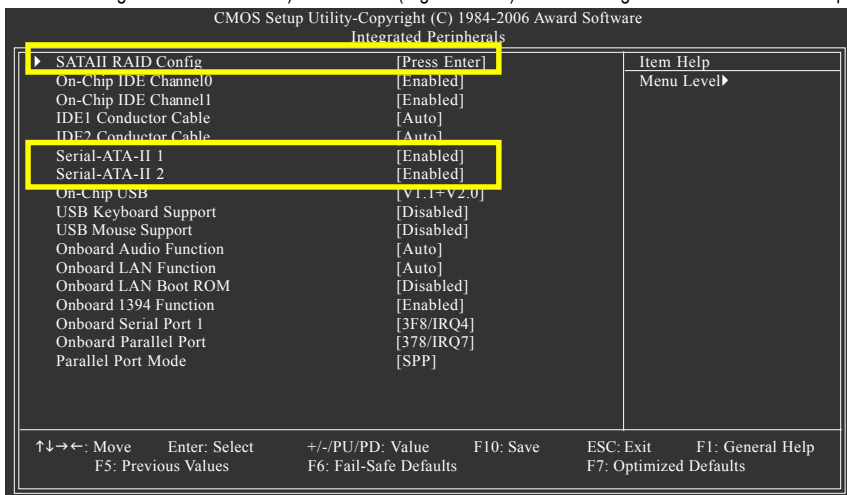 CMOS Setup Utility-Copyright (C) 1984-2006 Award Software
Integrated Peripherals
SATAII RAID Config [Press Enter] Item Help
On-Chip IDE Channel0 [Enabled] Menu Level
On-Chip IDE Channel1 [Enabled]
IDE1 Conductor Cable [Auto]
IDE2 Conductor Cable [Auto]
Serial-ATA-II 1 [Enabled]
Serial-ATA-II 2 [Enabled]
On-Chip USB [V1.1+V2.0]
USB Keyboard Support [Disabled]
USB Mouse Support [Disabled]
Onboard Audio Function [Auto]
Onboard LAN Function [Auto]
Onboard LAN Boot ROM [Disabled]
Onboard 1394 Function [Enabled]
Onboard Serial Port 1 [3F8/IRQ4]
Onboard Parallel Port [378/IRQ7]
Parallel Port Mode [SPP]
↑↓→←: Move Enter: Select +/-/PU/PD: Value F10: Save ESC: Exit F1: General Help
F5: Previous Values F6: Fail-Safe Defaults F7: Optimized Defaults